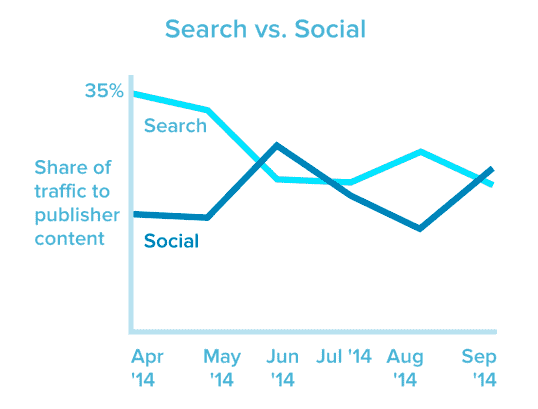 Search vs. Social
35%
Search
Share of
traffic to
publisher
content
Social
Apr '14
May '14
Jun '14
Jul '14
Aug '14
Sep '14